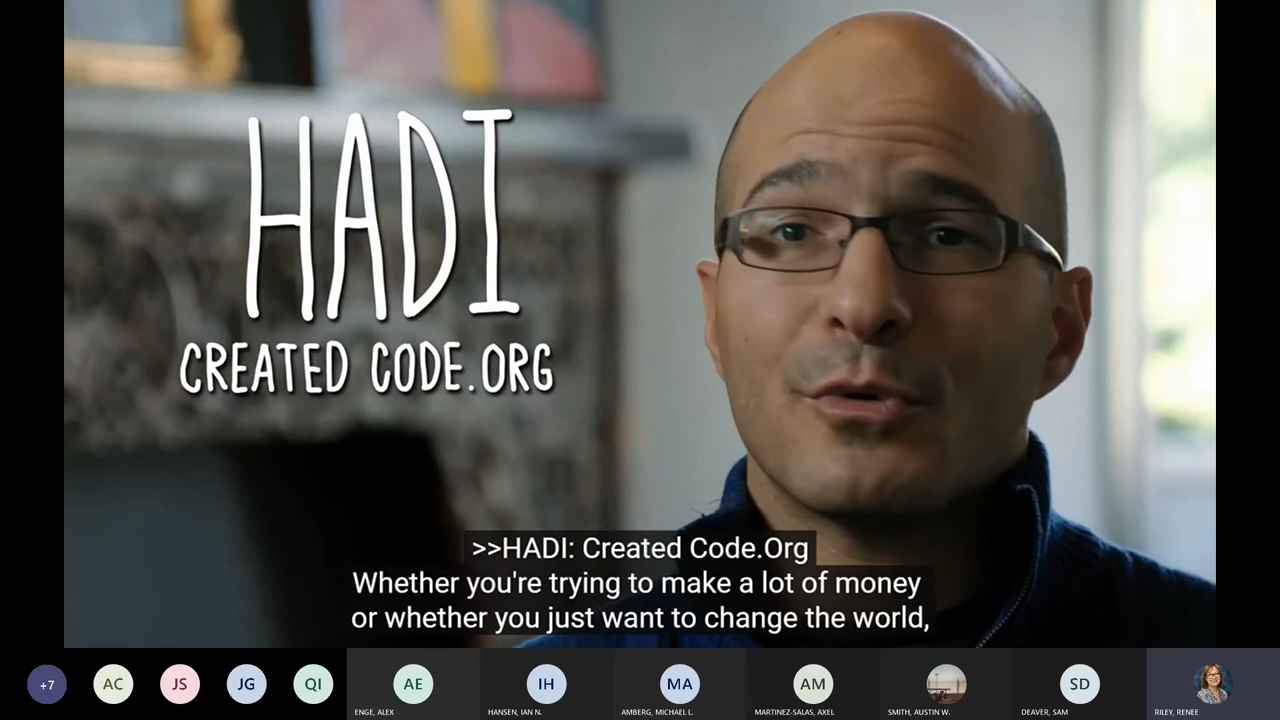 HADI
CREATED CODE.ORG
>>HADI: Created Code.Org
Whether you're trying to make a lot of money
or whether you just want to change the world,
+7
AC
JS
JG
QI
AE
IH
MA
AM
SD
ENGE, ALEX
HANSEN, IAN N.
AMBERG, MICHAEL L.
MARTINEZ-SALAS, AXEL
SMITH, AUSTIN W.
DEAVER, SAM
RILEY, RENEE